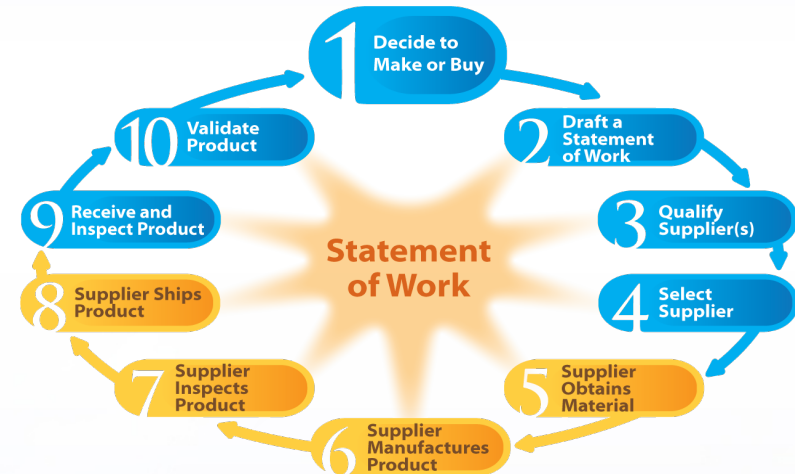 1 Decide to
Make or Buy
2 Draft a
Statement
of Work
3 Qualify
Supplier(s)
4 Select
Supplier
5 Supplier
Obtains
Material
6 Supplier
Manufactures
Product
7 Supplier
Inspects
Product
8 Supplier Ships
Product
9 Receive and
Inspect Product
10 Validate
Product
Statement
of Work